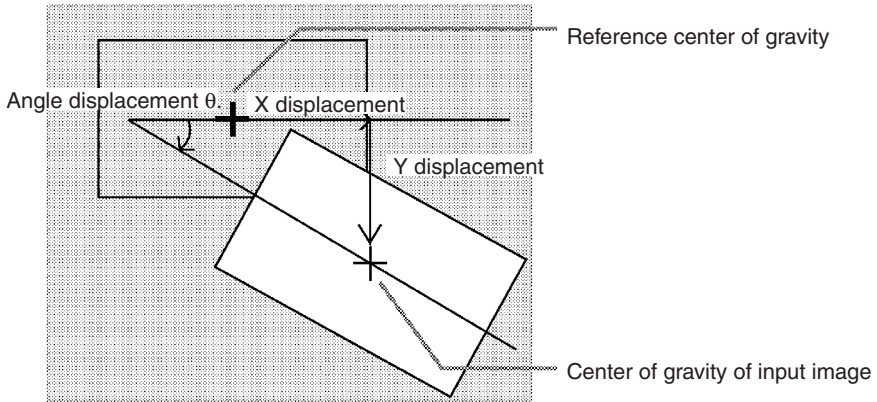 Reference center of gravity
Angle displacement θ.
X displacement
Y displacement
Center of gravity of input image